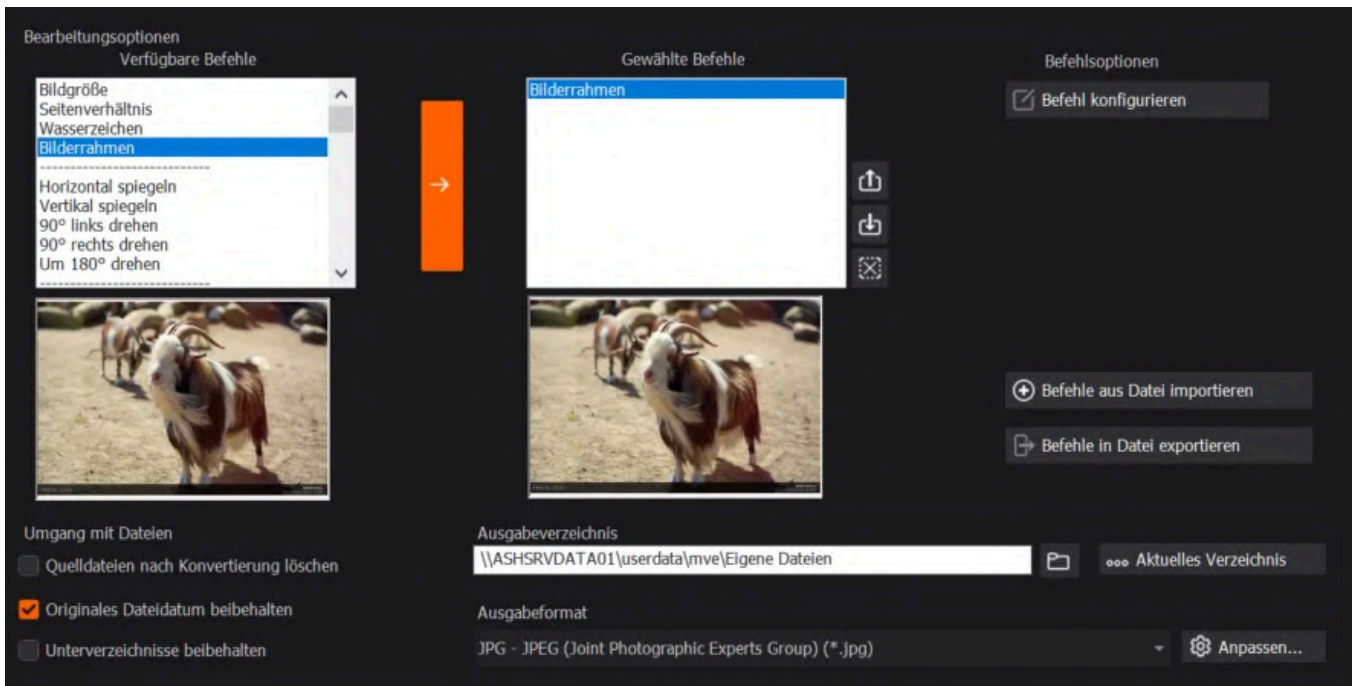 Bearbeitungsoptionen
Verfügbare Befehle
Gewählte Befehle
Befehlsoptionen
Bildgröße
Seitenverhältnis
Wasserzeichen
Bilderrahmen
----------------------------
Horizontal spiegeln
Vertikal spiegeln
90° links drehen
90° rechts drehen
Um 180° drehen
----------------------------
Bilderrahmen
Befehl konfigurieren
Befehle aus Datei importieren
Befehle in Datei exportieren
Umgang mit Dateien
Quelldateien nach Konvertierung löschen
Originales Dateidatum beibehalten
Unterverzeichnisse beibehalten
Ausgabeverzeichnis
\\ASHSRVDATA01\userdata\mve\Eigene Dateien
Aktuelles Verzeichnis
Ausgabeformat
JPG - JPEG (Joint Photographic Experts Group) (*.jpg)
Anpassen...